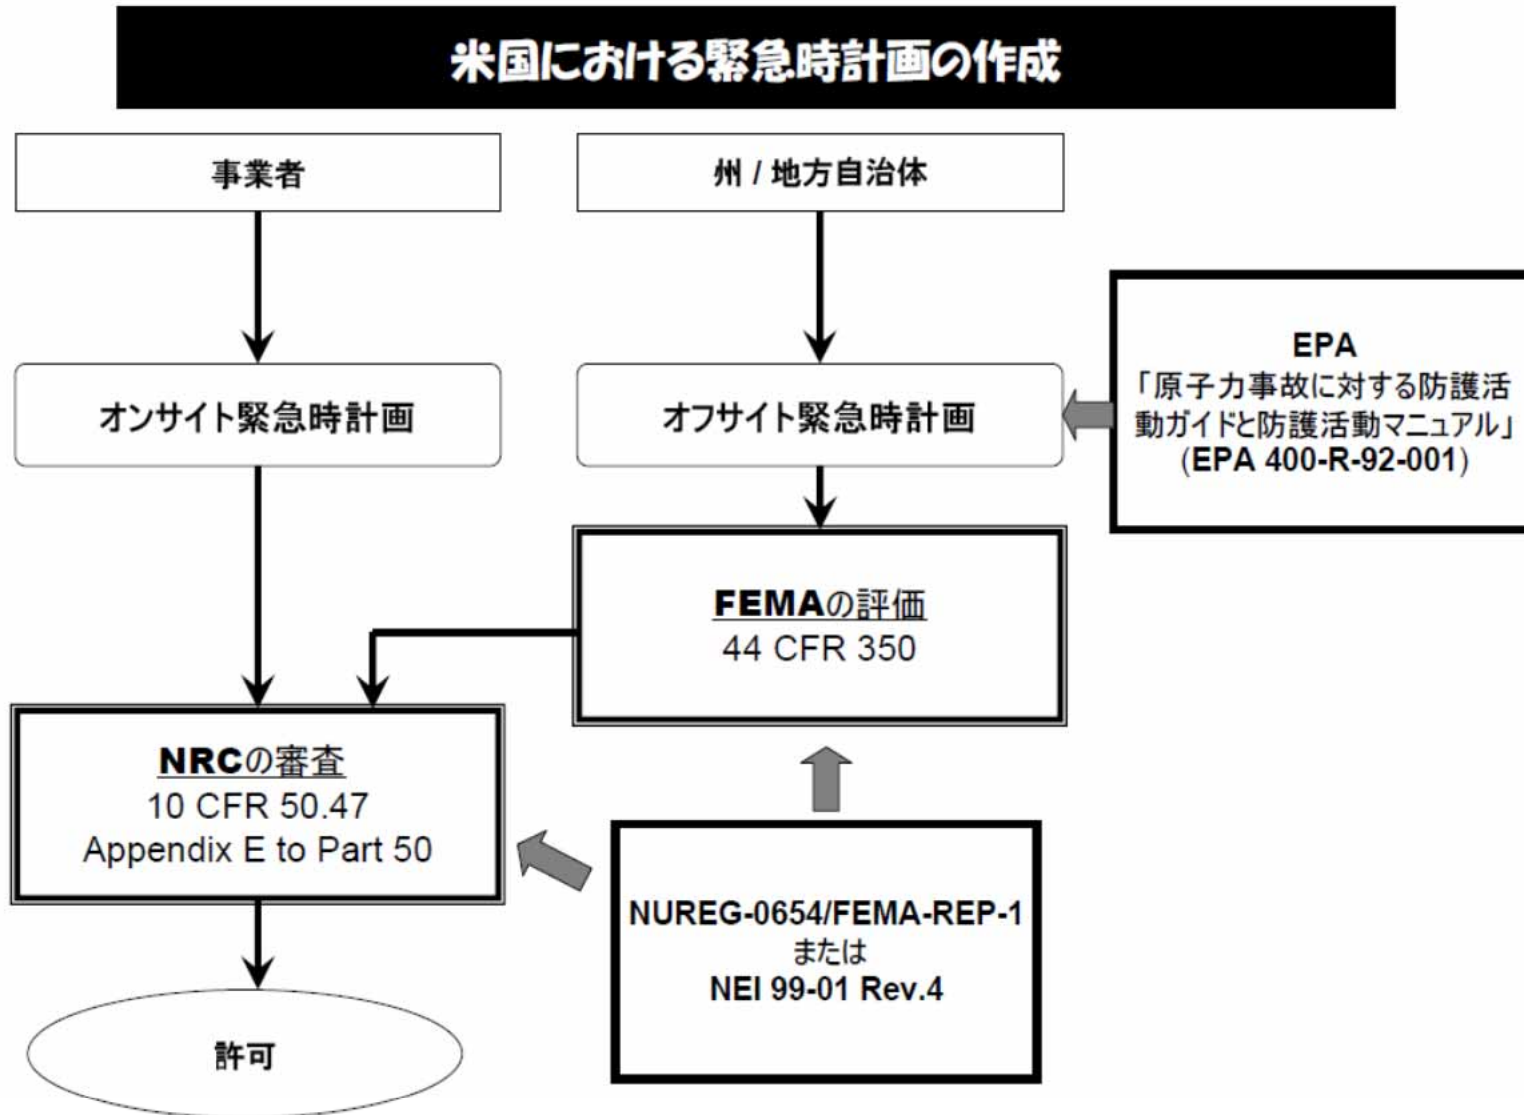 米国における緊急時計画の作成
事業者
州 / 地方自治体
オンサイト緊急時計画
オフサイト緊急時計画
EPA
「原子力事故に対する防護活
動ガイドと防護活動マニュアル」
(EPA 400-R-92-001)
FEMAの評価
44 CFR 350
NRCの審査
10 CFR 50.47
Appendix E to Part 50
NUREG-0654/FEMA-REP-1
または
NEI 99-01 Rev.4
許可